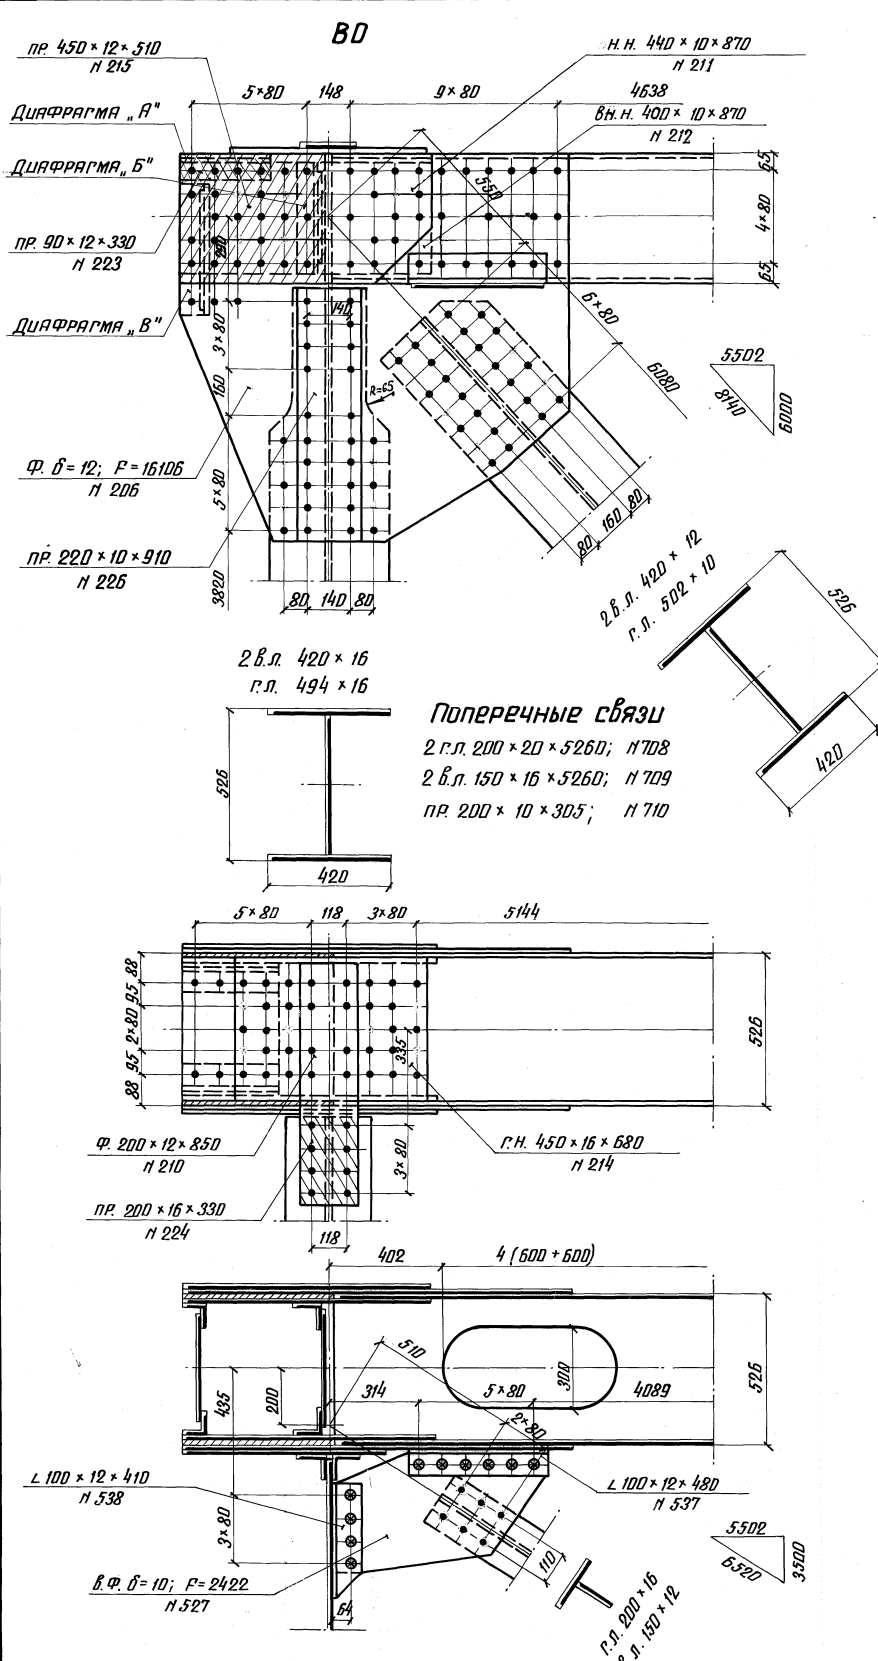 ВО
пр. 450 × 12 × 510
N 215
н.н. 440 × 10 × 870
N 211
5×80
148
9×80
4638
Диафрагма „А"
вн.н. 400 × 10 × 870
N 212
Диафрагма „Б"
550
65
4×80
65
290
пр. 90 × 12 × 330
N 223
Диафрагма „В"
140
3×80
6×80
6080
5502
8140
6000
160
R=65
Ф. δ=12; F=16106
N 206
5×80
пр. 220 × 10 × 910
N 226
3820
80
140
80
80
160
80
2 в.л. 420 × 12
г.л. 502 × 10
526
420
2 в.л. 420 × 16
г.л. 494 × 16
526
420
Поперечные связи
2 г.л. 200 × 20 × 5260; N 708
2 в.л. 150 × 16 × 5260; N 709
пр. 200 × 10 × 305; N 710
5×80
118
3×80
5144
88
95
2×80
95
88
335
526
Ф. 200 × 12 × 850
N 210
г.н. 450 × 16 × 680
N 214
3×80
пр. 200 × 16 × 330
N 224
118
402
4 (600 + 600)
510
300
526
435
200
314
5×80
4089
2×80
L 100 × 12 × 410
N 538
L 100 × 12 × 480
N 537
3×80
110
5502
6520
3500
в.Ф. δ=10; F=2422
N 527
64
г.л. 200 × 16
л. 150 × 12